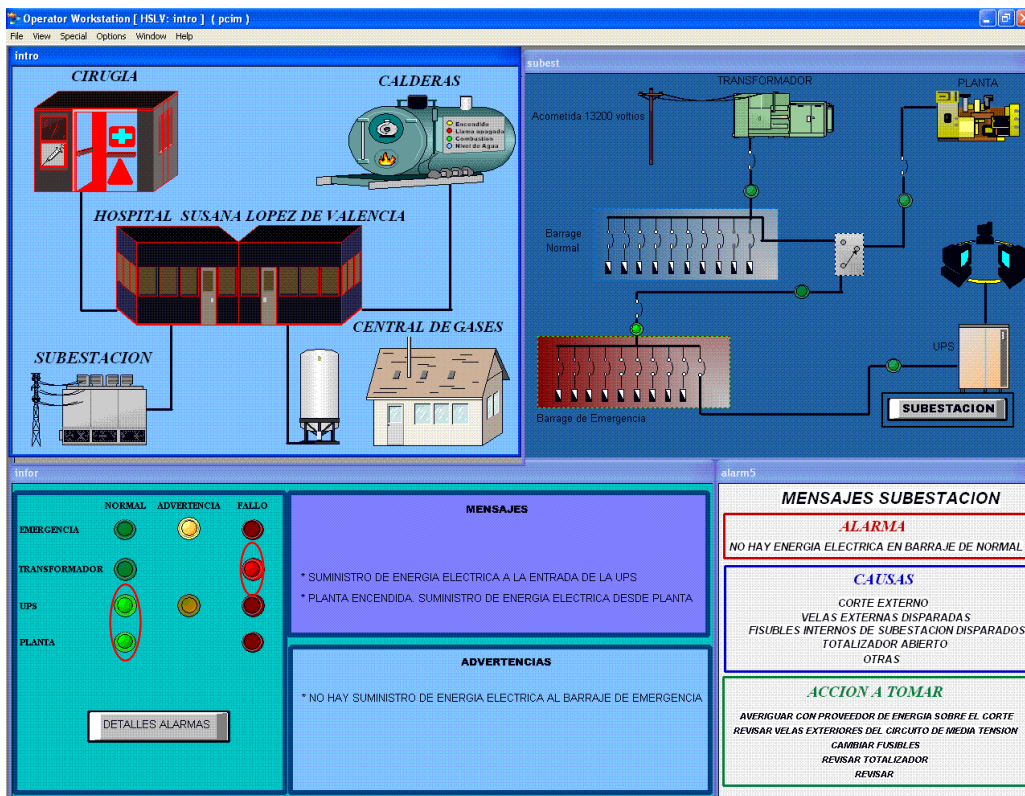 Operator Workstation [ HSLV: intro ] ( pcim )
File View Special Options Window Help
intro
CIRUGIA
CALDERAS
Encendido
Llama apagada
Combustios
Nivel de Agua
HOSPITAL SUSANA LOPEZ DE VALENCIA
SUBESTACION
CENTRAL DE GASES
subest
TRANSFORMADOR
PLANTA
Acometida 13200 voltios
Barrage
Normal
UPS
SUBESTACION
Barrage de Emergencia
infor
NORMAL ADVERTENCIA FALLO
EMERGENCIA
TRANSFORMADOR
UPS
PLANTA
DETALLES ALARMAS
MENSAJES
* SUMINISTRO DE ENERGIA ELECTRICA A LA ENTRADA DE LA UPS
* PLANTA ENCENDIDA. SUMINISTRO DE ENERGIA ELECTRICA DESDE PLANTA
ADVERTENCIAS
* NO HAY SUMINISTRO DE ENERGIA ELECTRICA AL BARRAJE DE EMERGENCIA
alarm5
MENSAJES SUBESTACION
ALARMA
NO HAY ENERGIA ELECTRICA EN BARRAJE DE NORMAL
CAUSAS
CORTE EXTERNO
VELAS EXTERNAS DISPARADAS
FISUBLES INTERNOS DE SUBESTACION DISPARADOS
TOTALIZADOR ABIERTO
OTRAS
ACCION A TOMAR
AVERIGUAR CON PROVEEDOR DE ENERGIA SOBRE EL CORTE
REVISAR VELAS EXTERIORES DEL CIRCUITO DE MEDIA TENSION
CAMBIAR FUSIBLES
REVISAR TOTALIZADOR
REVISAR